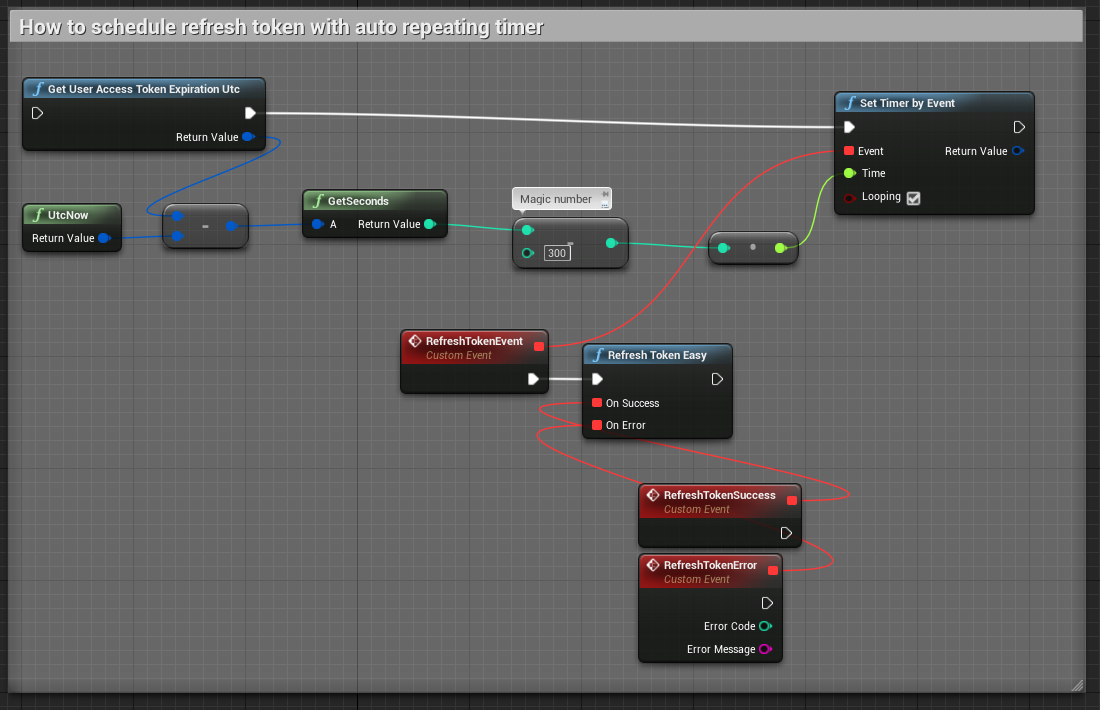 How to schedule refresh token with auto repeating timer
f Get User Access Token Expiration Utc
Return Value
f Set Timer by Event
Event
Return Value
Time
Looping
f UtcNow
Return Value
-
f GetSeconds
A
Return Value
Magic number
-
300
•
RefreshTokenEvent
Custom Event
f Refresh Token Easy
On Success
On Error
RefreshTokenSuccess
Custom Event
RefreshTokenError
Custom Event
Error Code
Error Message